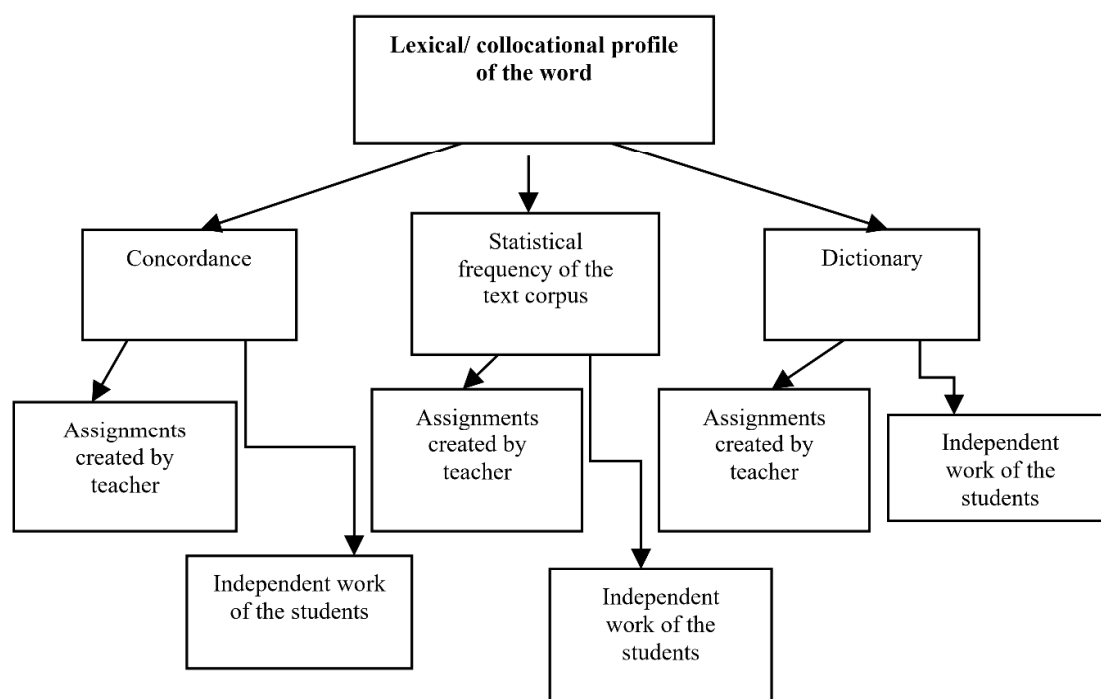 Lexical/ collocational profile
of the word
Concordance
Statistical
frequency of the
text corpus
Dictionary
Assignments
created by
teacher
Assignments
created by
teacher
Assignments
created by
teacher
Independent
work of the
students
Independent work
of the students
Independent
work of the
students